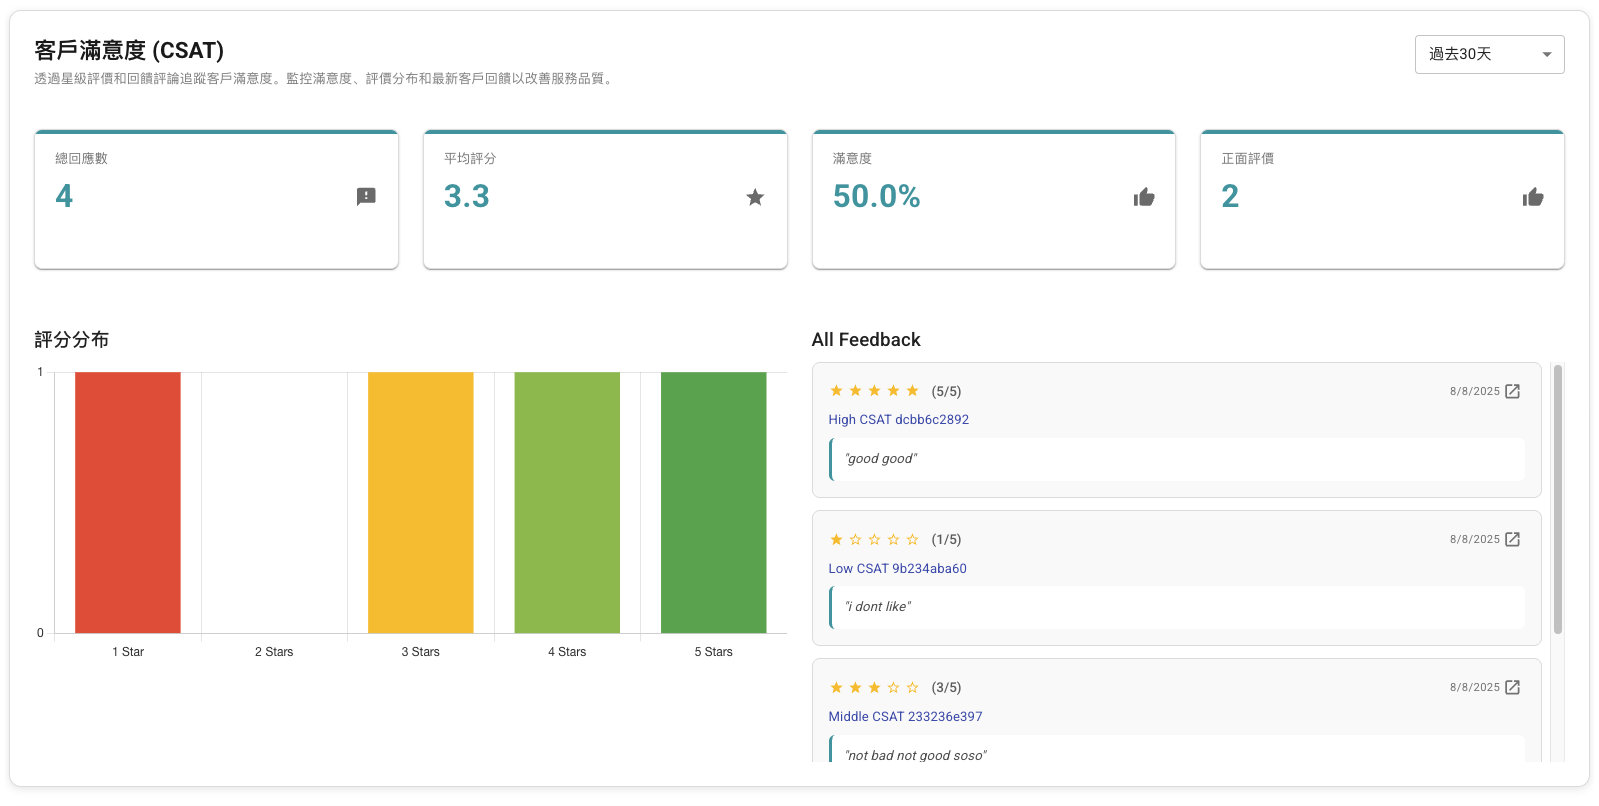 客戶滿意度 (CSAT)
透過星級評價和回饋評論追蹤客戶滿意度。監控滿意度、評價分布和最新客戶回饋以改善服務品質。
過去30天
總回應數
4
平均評分
3.3
滿意度
50.0%
正面評價
2
評分分布
1
0
1 Star
2 Stars
3 Stars
4 Stars
5 Stars
All Feedback
(5/5)
8/8/2025
High CSAT dcbb6c2892
"good good"
(1/5)
8/8/2025
Low CSAT 9b234aba60
"i dont like"
(3/5)
8/8/2025
Middle CSAT 233236e397
"not bad not good soso"